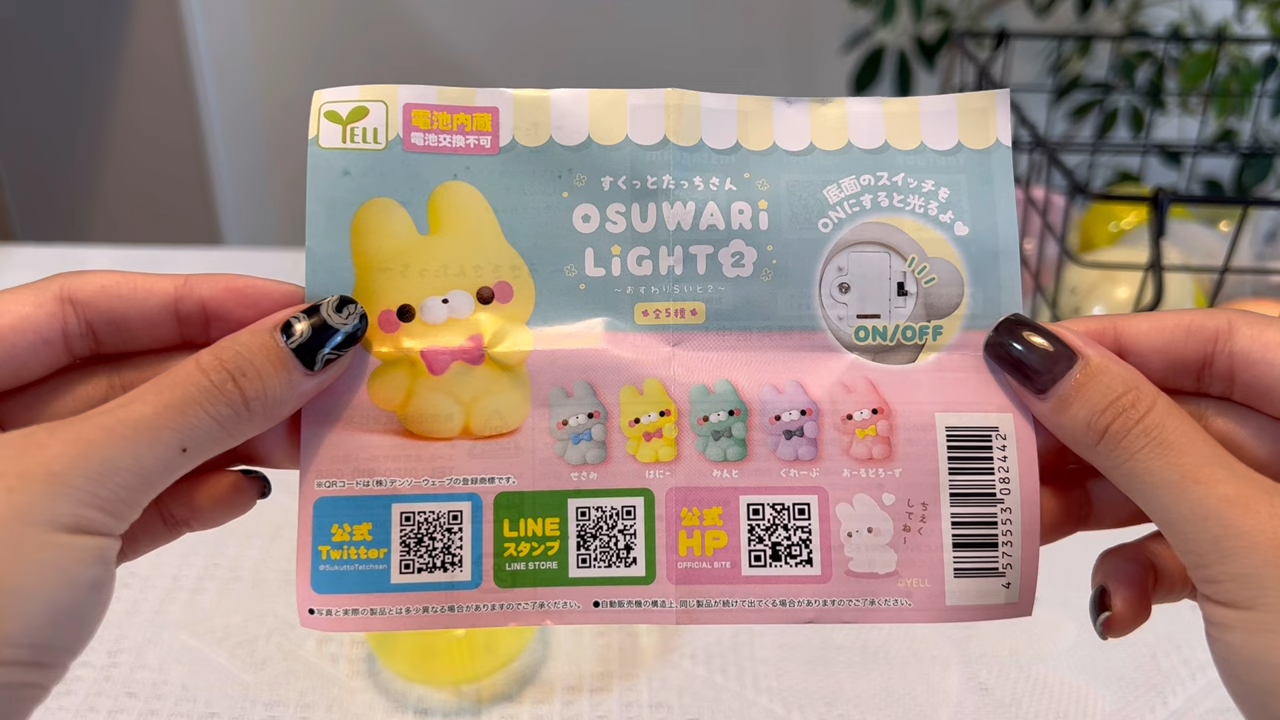 YELL
電池内蔵
電池交換不可
すくっとたっちさん
OSUWARi
LiGHT2
～おすわりらいと2～
全5種
底面のスイッチを
ONにすると光るよ
ON/OFF
せさみ
はにー
みんと
ぐれーぷ
おーるどろーず
※QRコードは(株)デンソーウェーブの登録商標です。
公式
Twitter
@SukuttoTatchsan
LINE
スタンプ
LINE STORE
公式
HP
OFFICIAL SITE
ちぇく
してね～
©YELL
4 573553 082442
●写真と実際の製品とは多少異なる場合がありますのでご了承ください。 ●自動販売機の構造上、同じ製品が続けて出てくる場合がありますのでご了承ください。